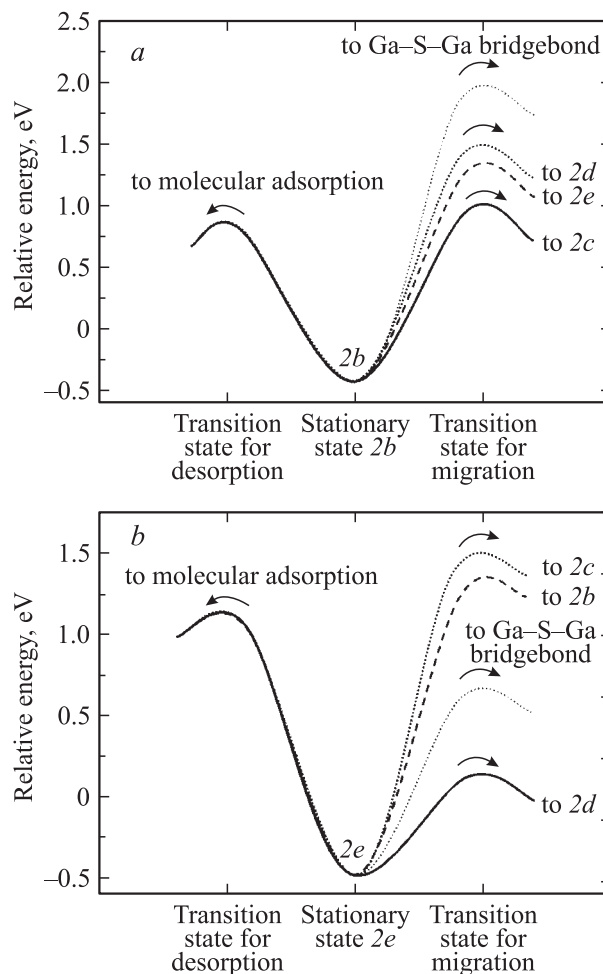 a
to Ga–S–Ga bridgebond
to molecular adsorption
to 2d
to 2e
to 2c
2b
Relative energy, eV
2.5
2.0
1.5
1.0
0.5
0
–0.5
Transition
state for
desorption
Stationary
state 2b
Transition
state for
migration
b
to molecular adsorption
to 2c
to 2b
to Ga–S–Ga
bridgebond
to 2d
2e
Relative energy, eV
1.5
1.0
0.5
0
–0.5
Transition
state for
desorption
Stationary
state 2e
Transition
state for
migration